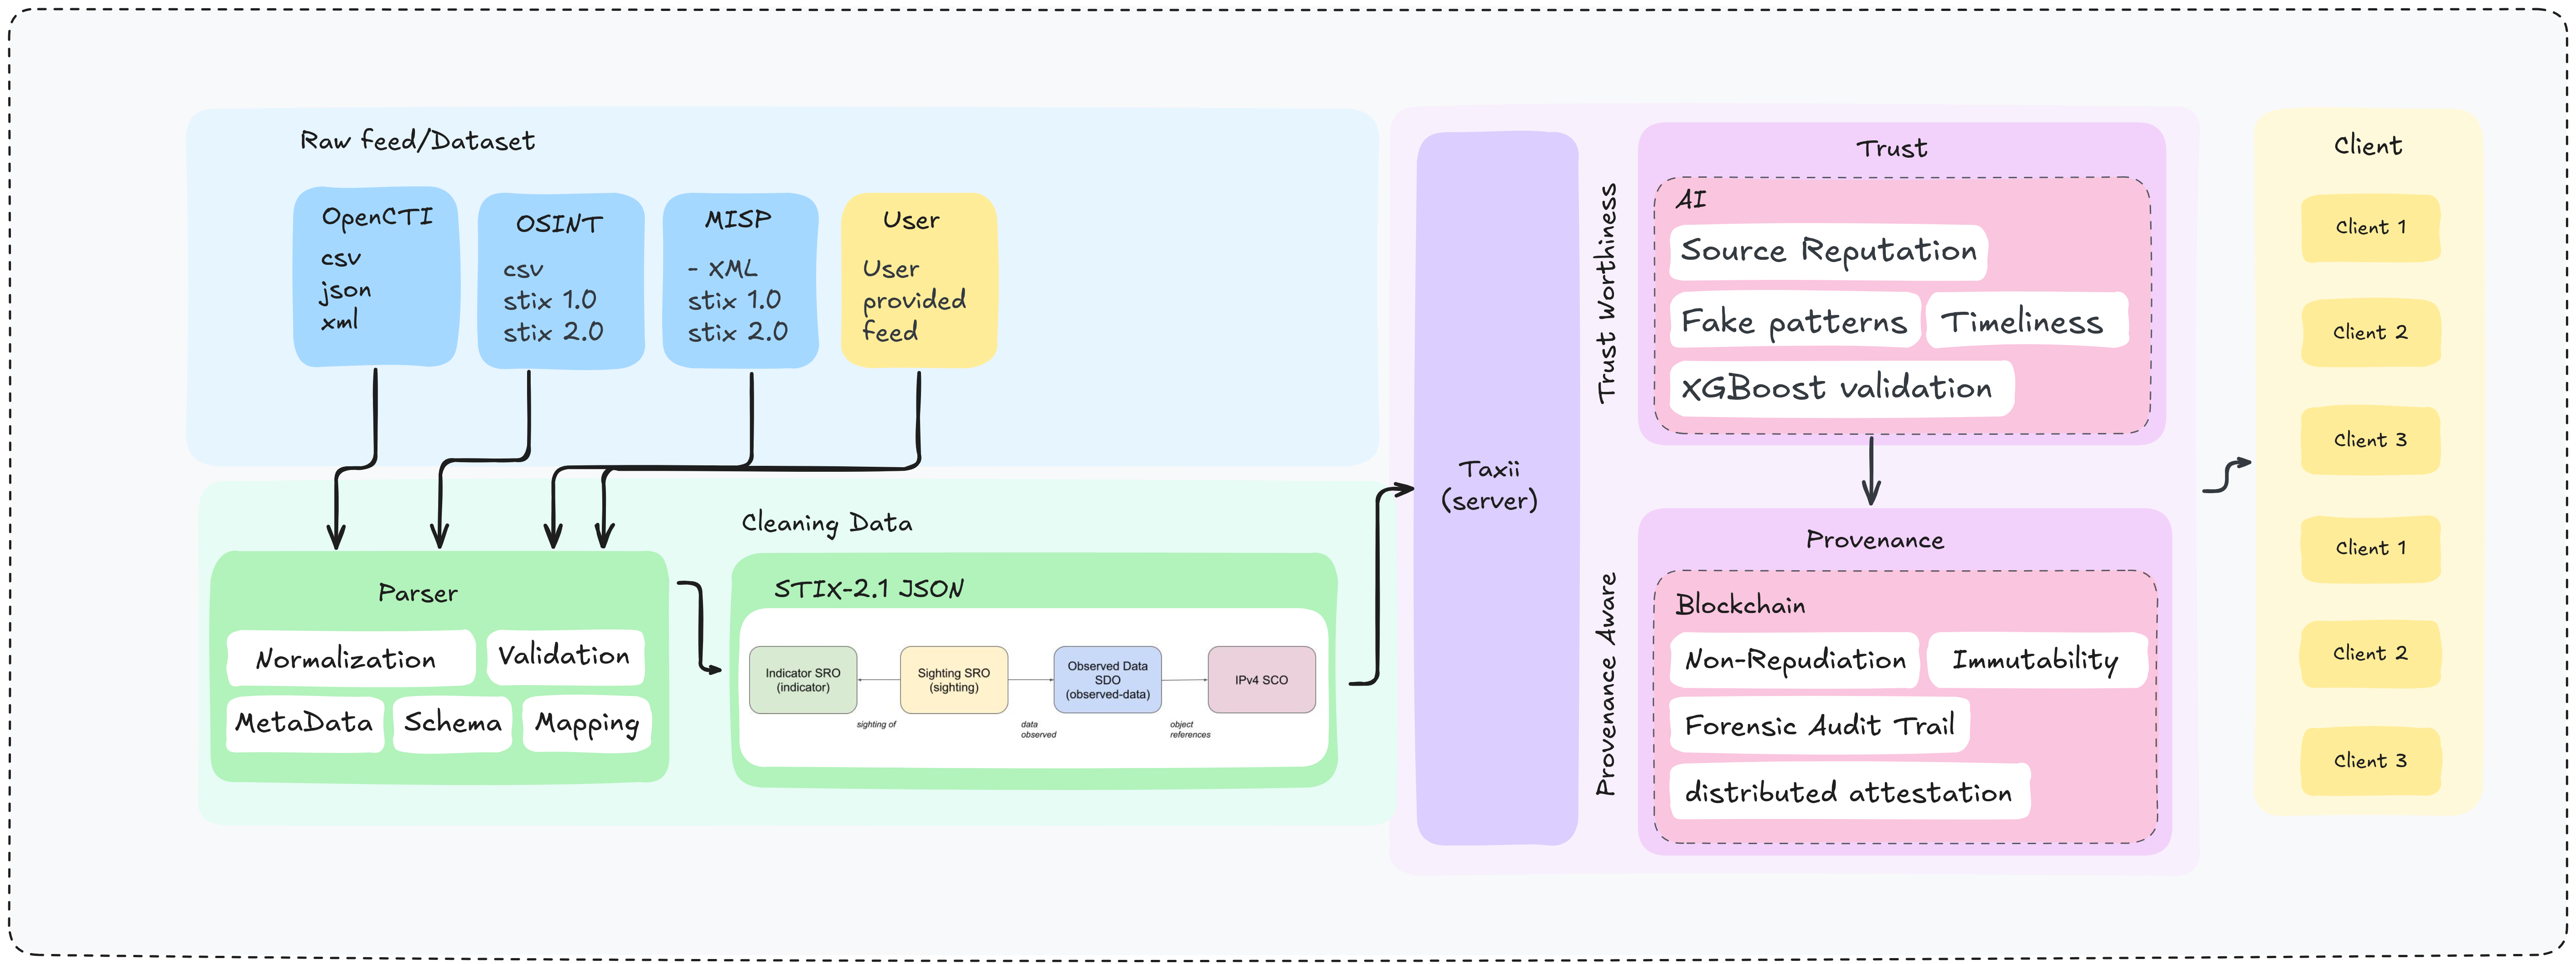 Raw feed/Dataset
OpenCTI
csv
json
xml
OSINT
csv
stix 1.0
stix 2.0
MISP
- XML
stix 1.0
stix 2.0
User
User
provided
feed
Cleaning Data
Parser
Normalization
Validation
MetaData
Schema
Mapping
STIX-2.1 JSON
Indicator SRO
(indicator)
Sighting SRO
(sighting)
Observed Data
SDO
(observed-data)
IPv4 SCO
sighting of
data
observed
object
references
Taxii
(server)
Trust Worthiness
Trust
AI
Source Reputation
Fake patterns
Timeliness
XGBoost validation
Provenance Aware
Provenance
Blockchain
Non-Repudiation
Immutability
Forensic Audit Trail
distributed attestation
Client
Client 1
Client 2
Client 3
Client 1
Client 2
Client 3